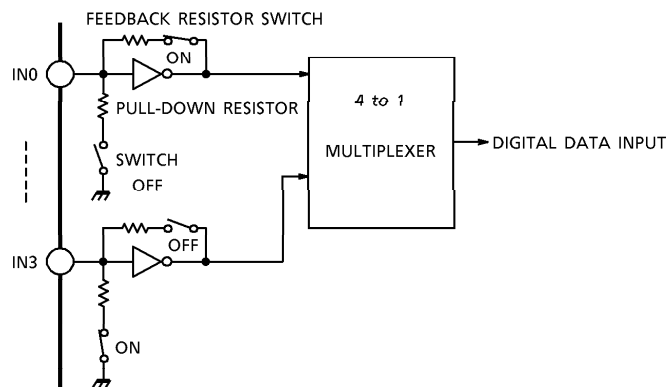 FEEDBACK RESISTOR SWITCH
IN0
ON
4 to 1
PULL-DOWN RESISTOR
MULTIPLEXER
DIGITAL DATA INPUT
SWITCH
OFF
OFF
IN3
ON